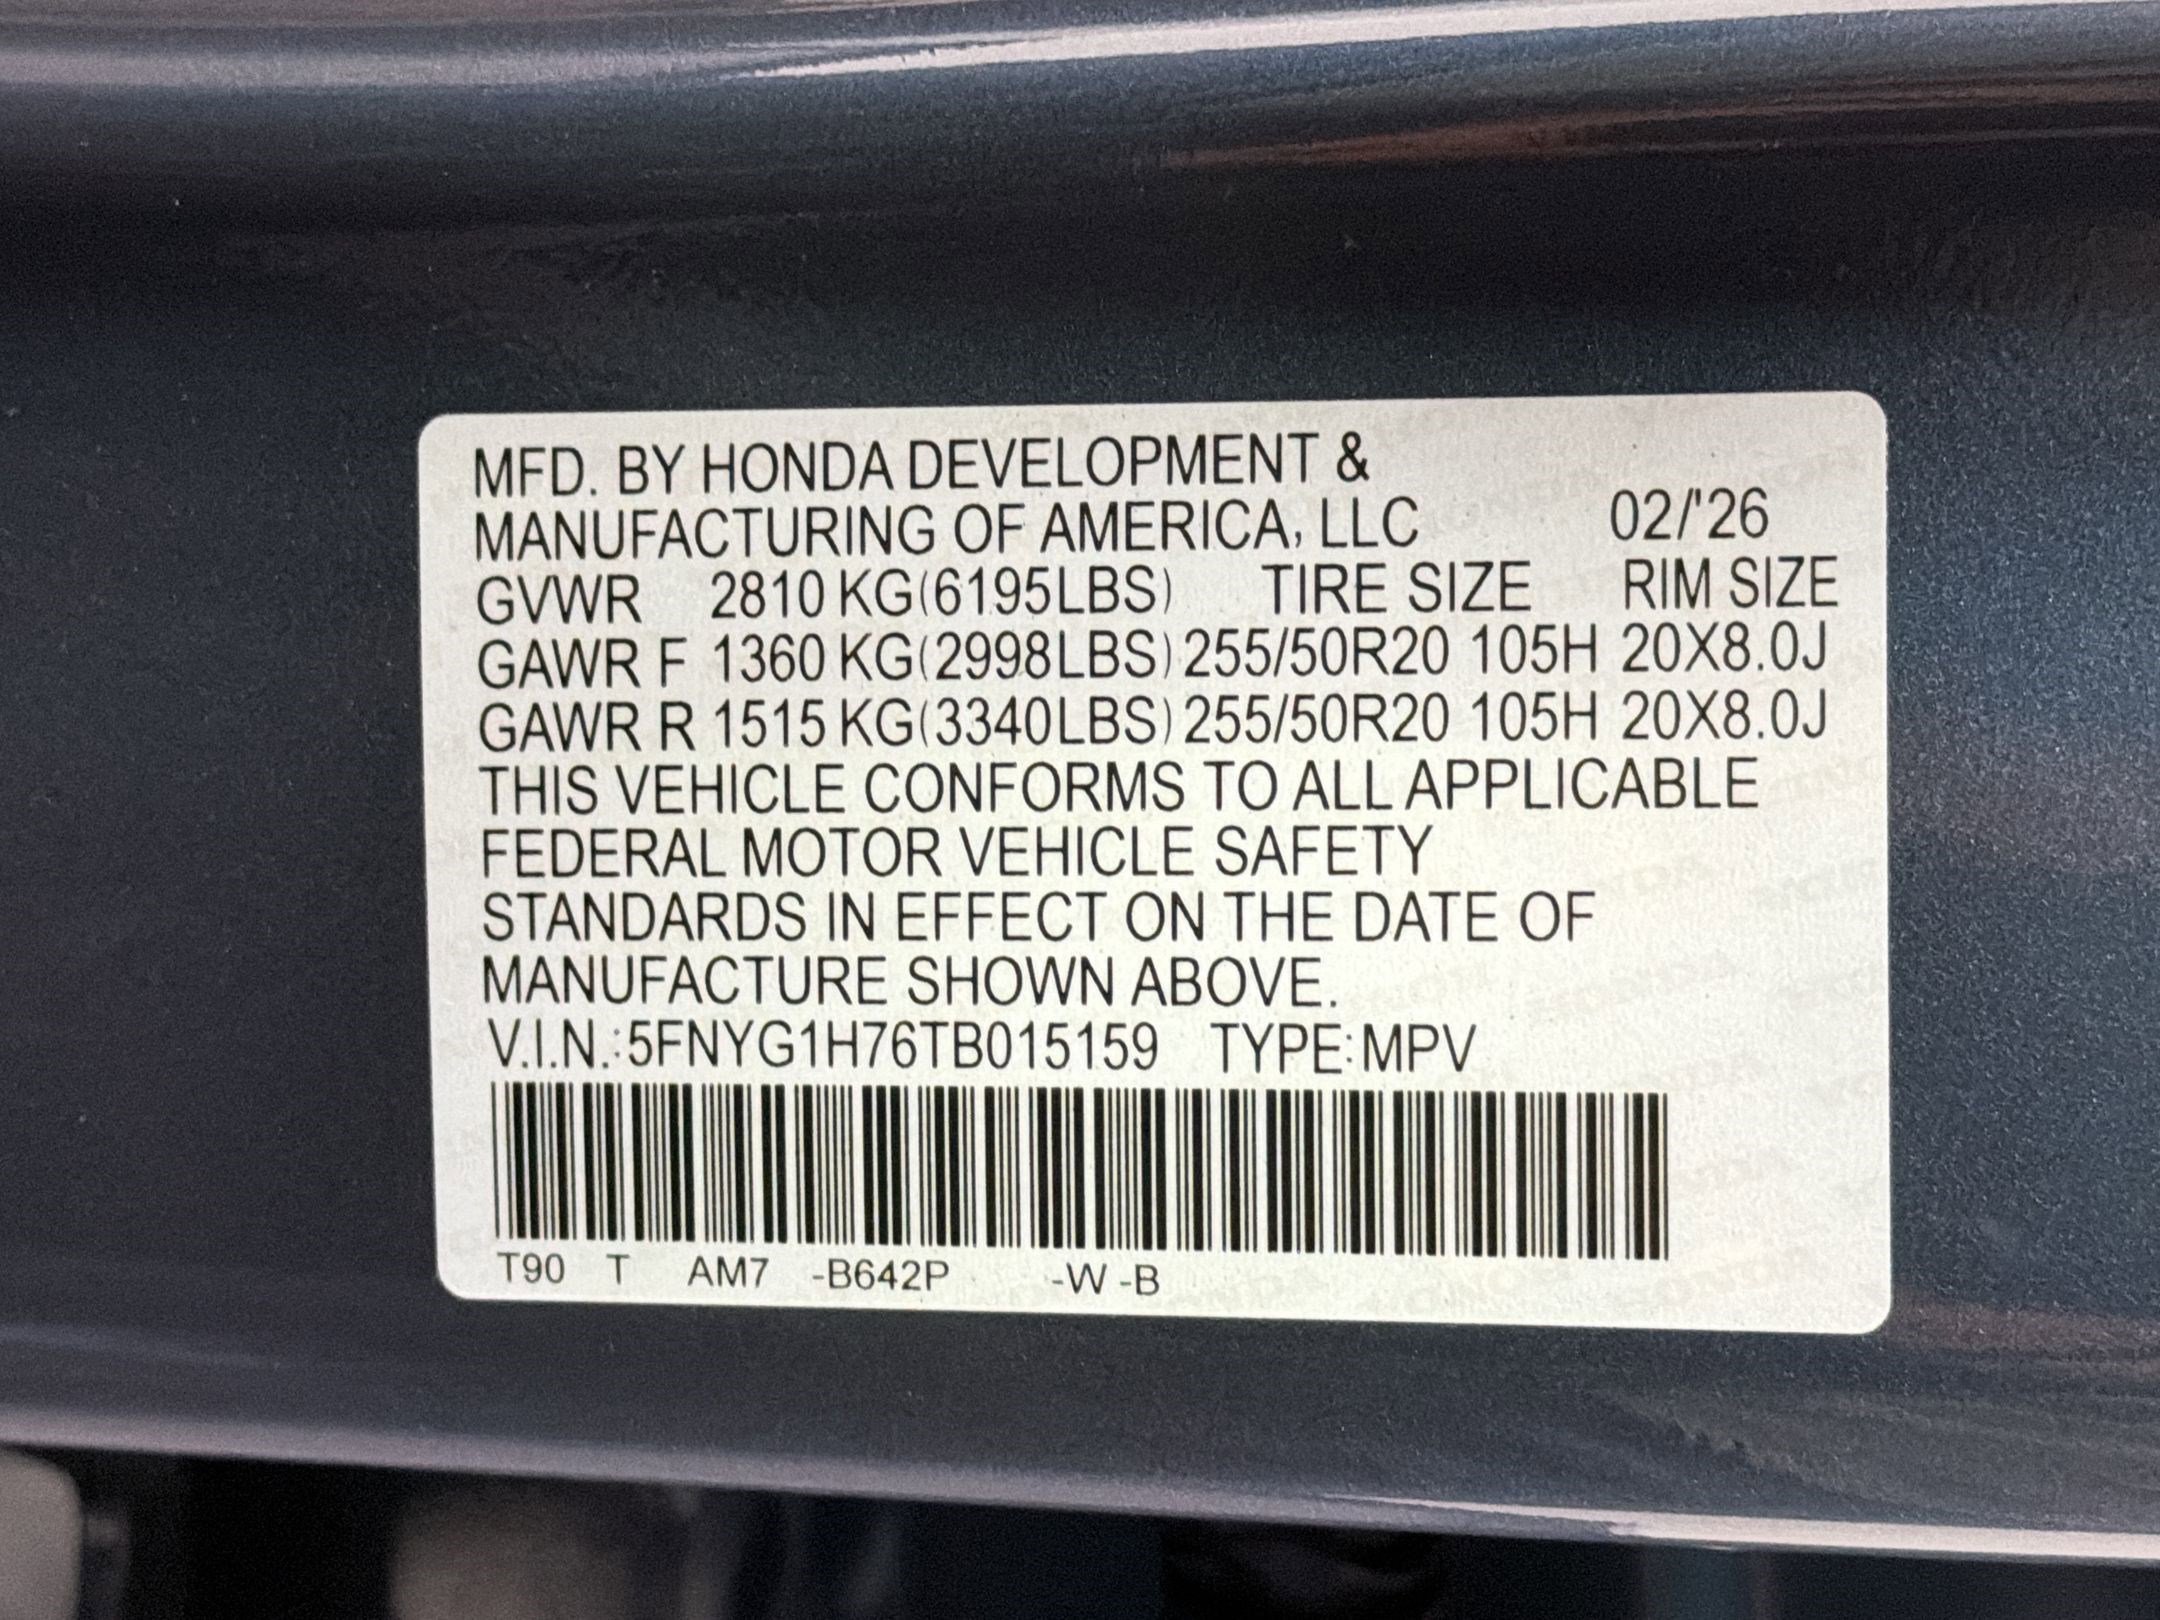 MFD. BY HONDA DEVELOPMENT &
MANUFACTURING OF AMERICA, LLC 02/'26
GVWR 2810 KG(6195LBS) TIRE SIZE RIM SIZE
GAWR F 1360 KG(2998LBS) 255/50R20 105H 20X8.0J
GAWR R 1515 KG(3340LBS) 255/50R20 105H 20X8.0J
THIS VEHICLE CONFORMS TO ALL APPLICABLE
FEDERAL MOTOR VEHICLE SAFETY
STANDARDS IN EFFECT ON THE DATE OF
MANUFACTURE SHOWN ABOVE.
V.I.N.:5FNYG1H76TB015159 TYPE:MPV
T90 T AM7 -B642P -W -B